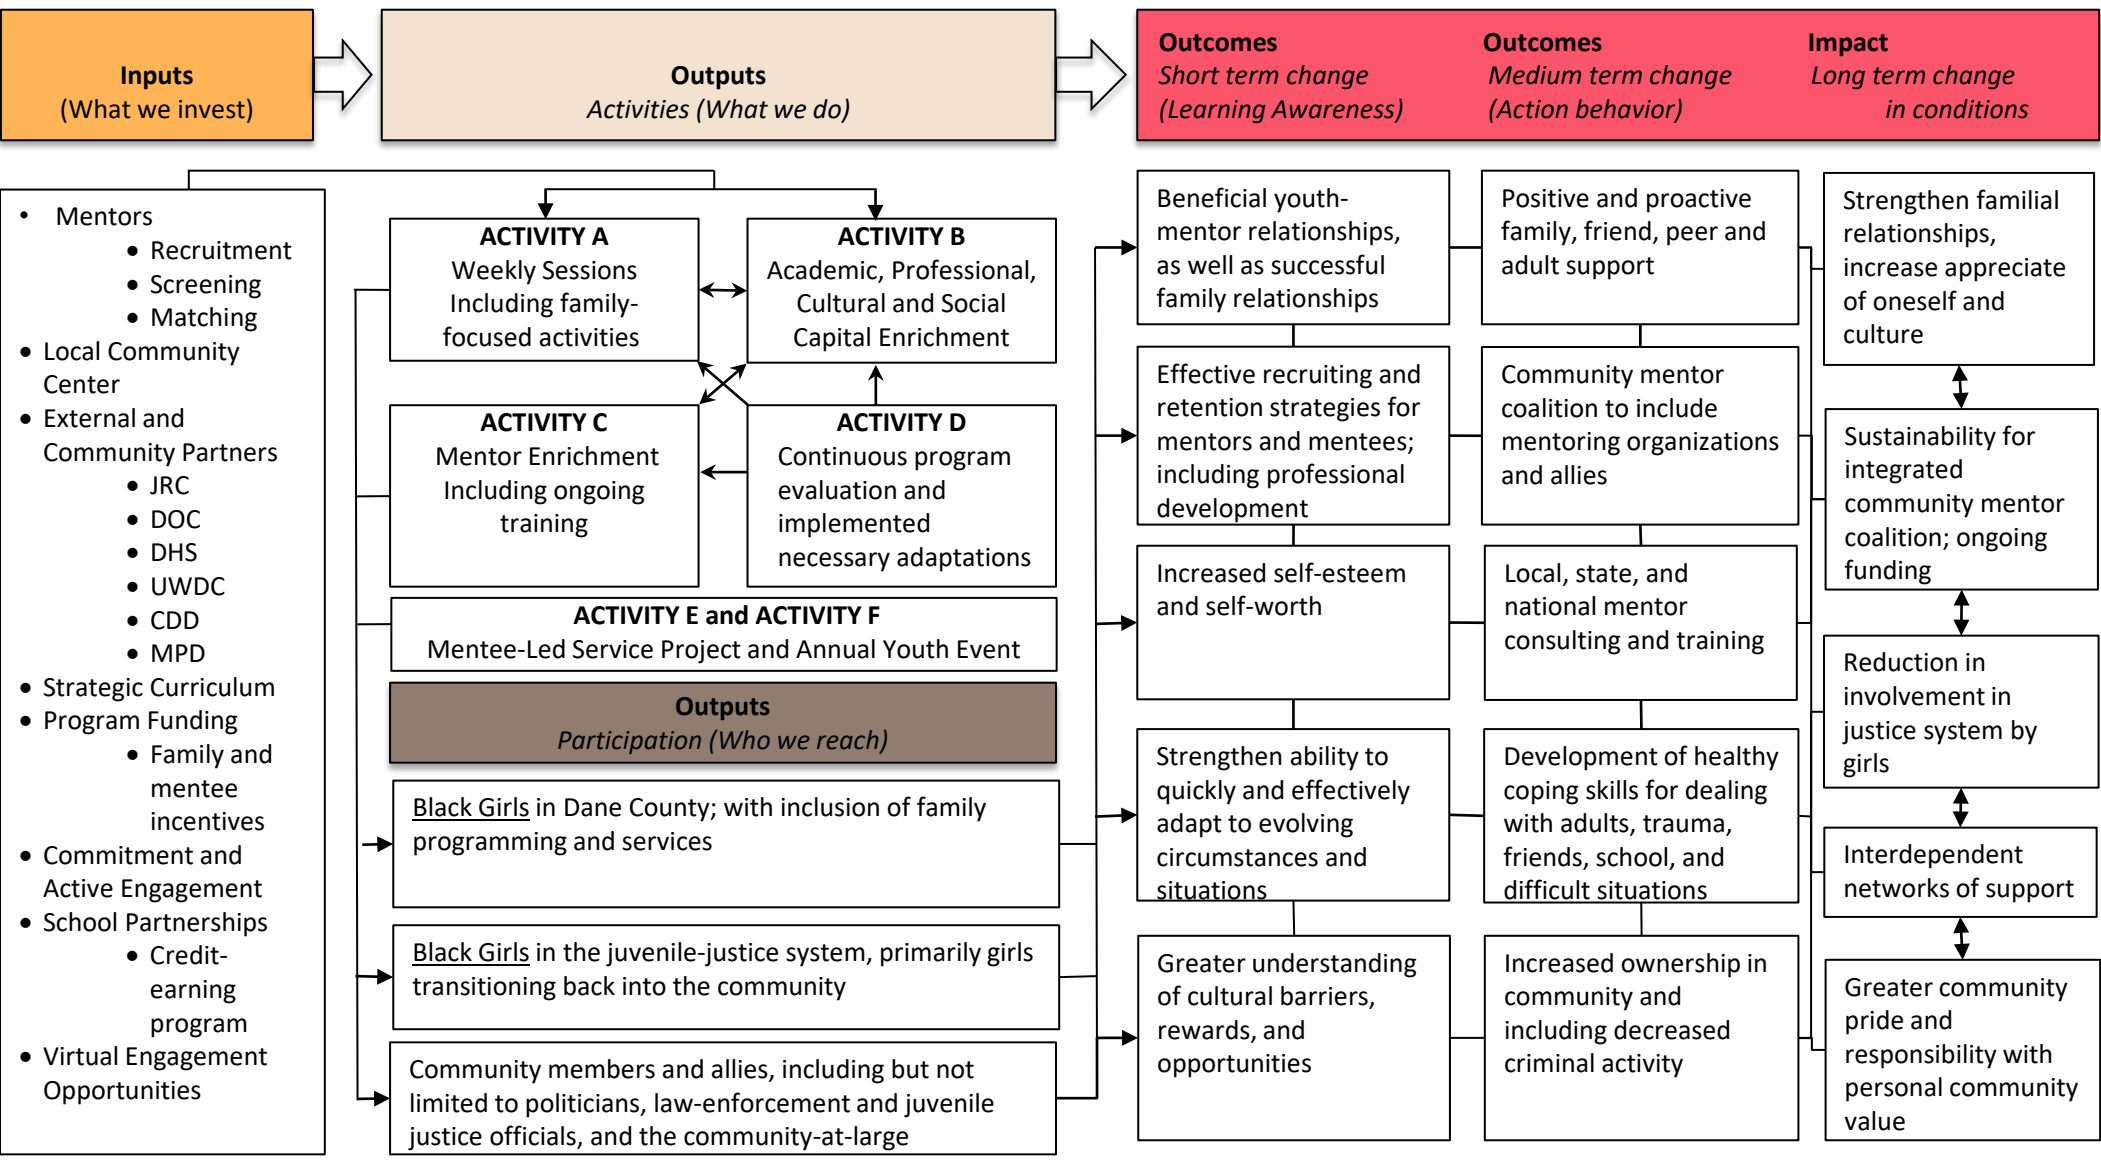 Inputs
(What we invest)
Outputs
Activities (What we do)
Outcomes
Short term change
(Learning Awareness)
Outcomes
Medium term change
(Action behavior)
Impact
Long term change
in conditions
• Mentors
• Recruitment
• Screening
• Matching
• Local Community
Center
• External and
Community Partners
• JRC
• DOC
• DHS
• UWDC
• CDD
• MPD
• Strategic Curriculum
• Program Funding
• Family and
mentee
incentives
• Commitment and
Active Engagement
• School Partnerships
• Credit-
earning
program
• Virtual Engagement
Opportunities
ACTIVITY A
Weekly Sessions
Including family-
focused activities
ACTIVITY B
Academic, Professional,
Cultural and Social
Capital Enrichment
ACTIVITY C
Mentor Enrichment
Including ongoing
training
ACTIVITY D
Continuous program
evaluation and
implemented
necessary adaptations
ACTIVITY E and ACTIVITY F
Mentee-Led Service Project and Annual Youth Event
Outputs
Participation (Who we reach)
Black Girls in Dane County; with inclusion of family
programming and services
Black Girls in the juvenile-justice system, primarily girls
transitioning back into the community
Community members and allies, including but not
limited to politicians, law-enforcement and juvenile
justice officials, and the community-at-large
Beneficial youth-
mentor relationships,
as well as successful
family relationships
Effective recruiting and
retention strategies for
mentors and mentees;
including professional
development
Increased self-esteem
and self-worth
Strengthen ability to
quickly and effectively
adapt to evolving
circumstances and
situations
Greater understanding
of cultural barriers,
rewards, and
opportunities
Positive and proactive
family, friend, peer and
adult support
Community mentor
coalition to include
mentoring organizations
and allies
Local, state, and
national mentor
consulting and training
Development of healthy
coping skills for dealing
with adults, trauma,
friends, school, and
difficult situations
Increased ownership in
community and
including decreased
criminal activity
Strengthen familial
relationships,
increase appreciate
of oneself and
culture
Sustainability for
integrated
community mentor
coalition; ongoing
funding
Reduction in
involvement in
justice system by
girls
Interdependent
networks of support
Greater community
pride and
responsibility with
personal community
value